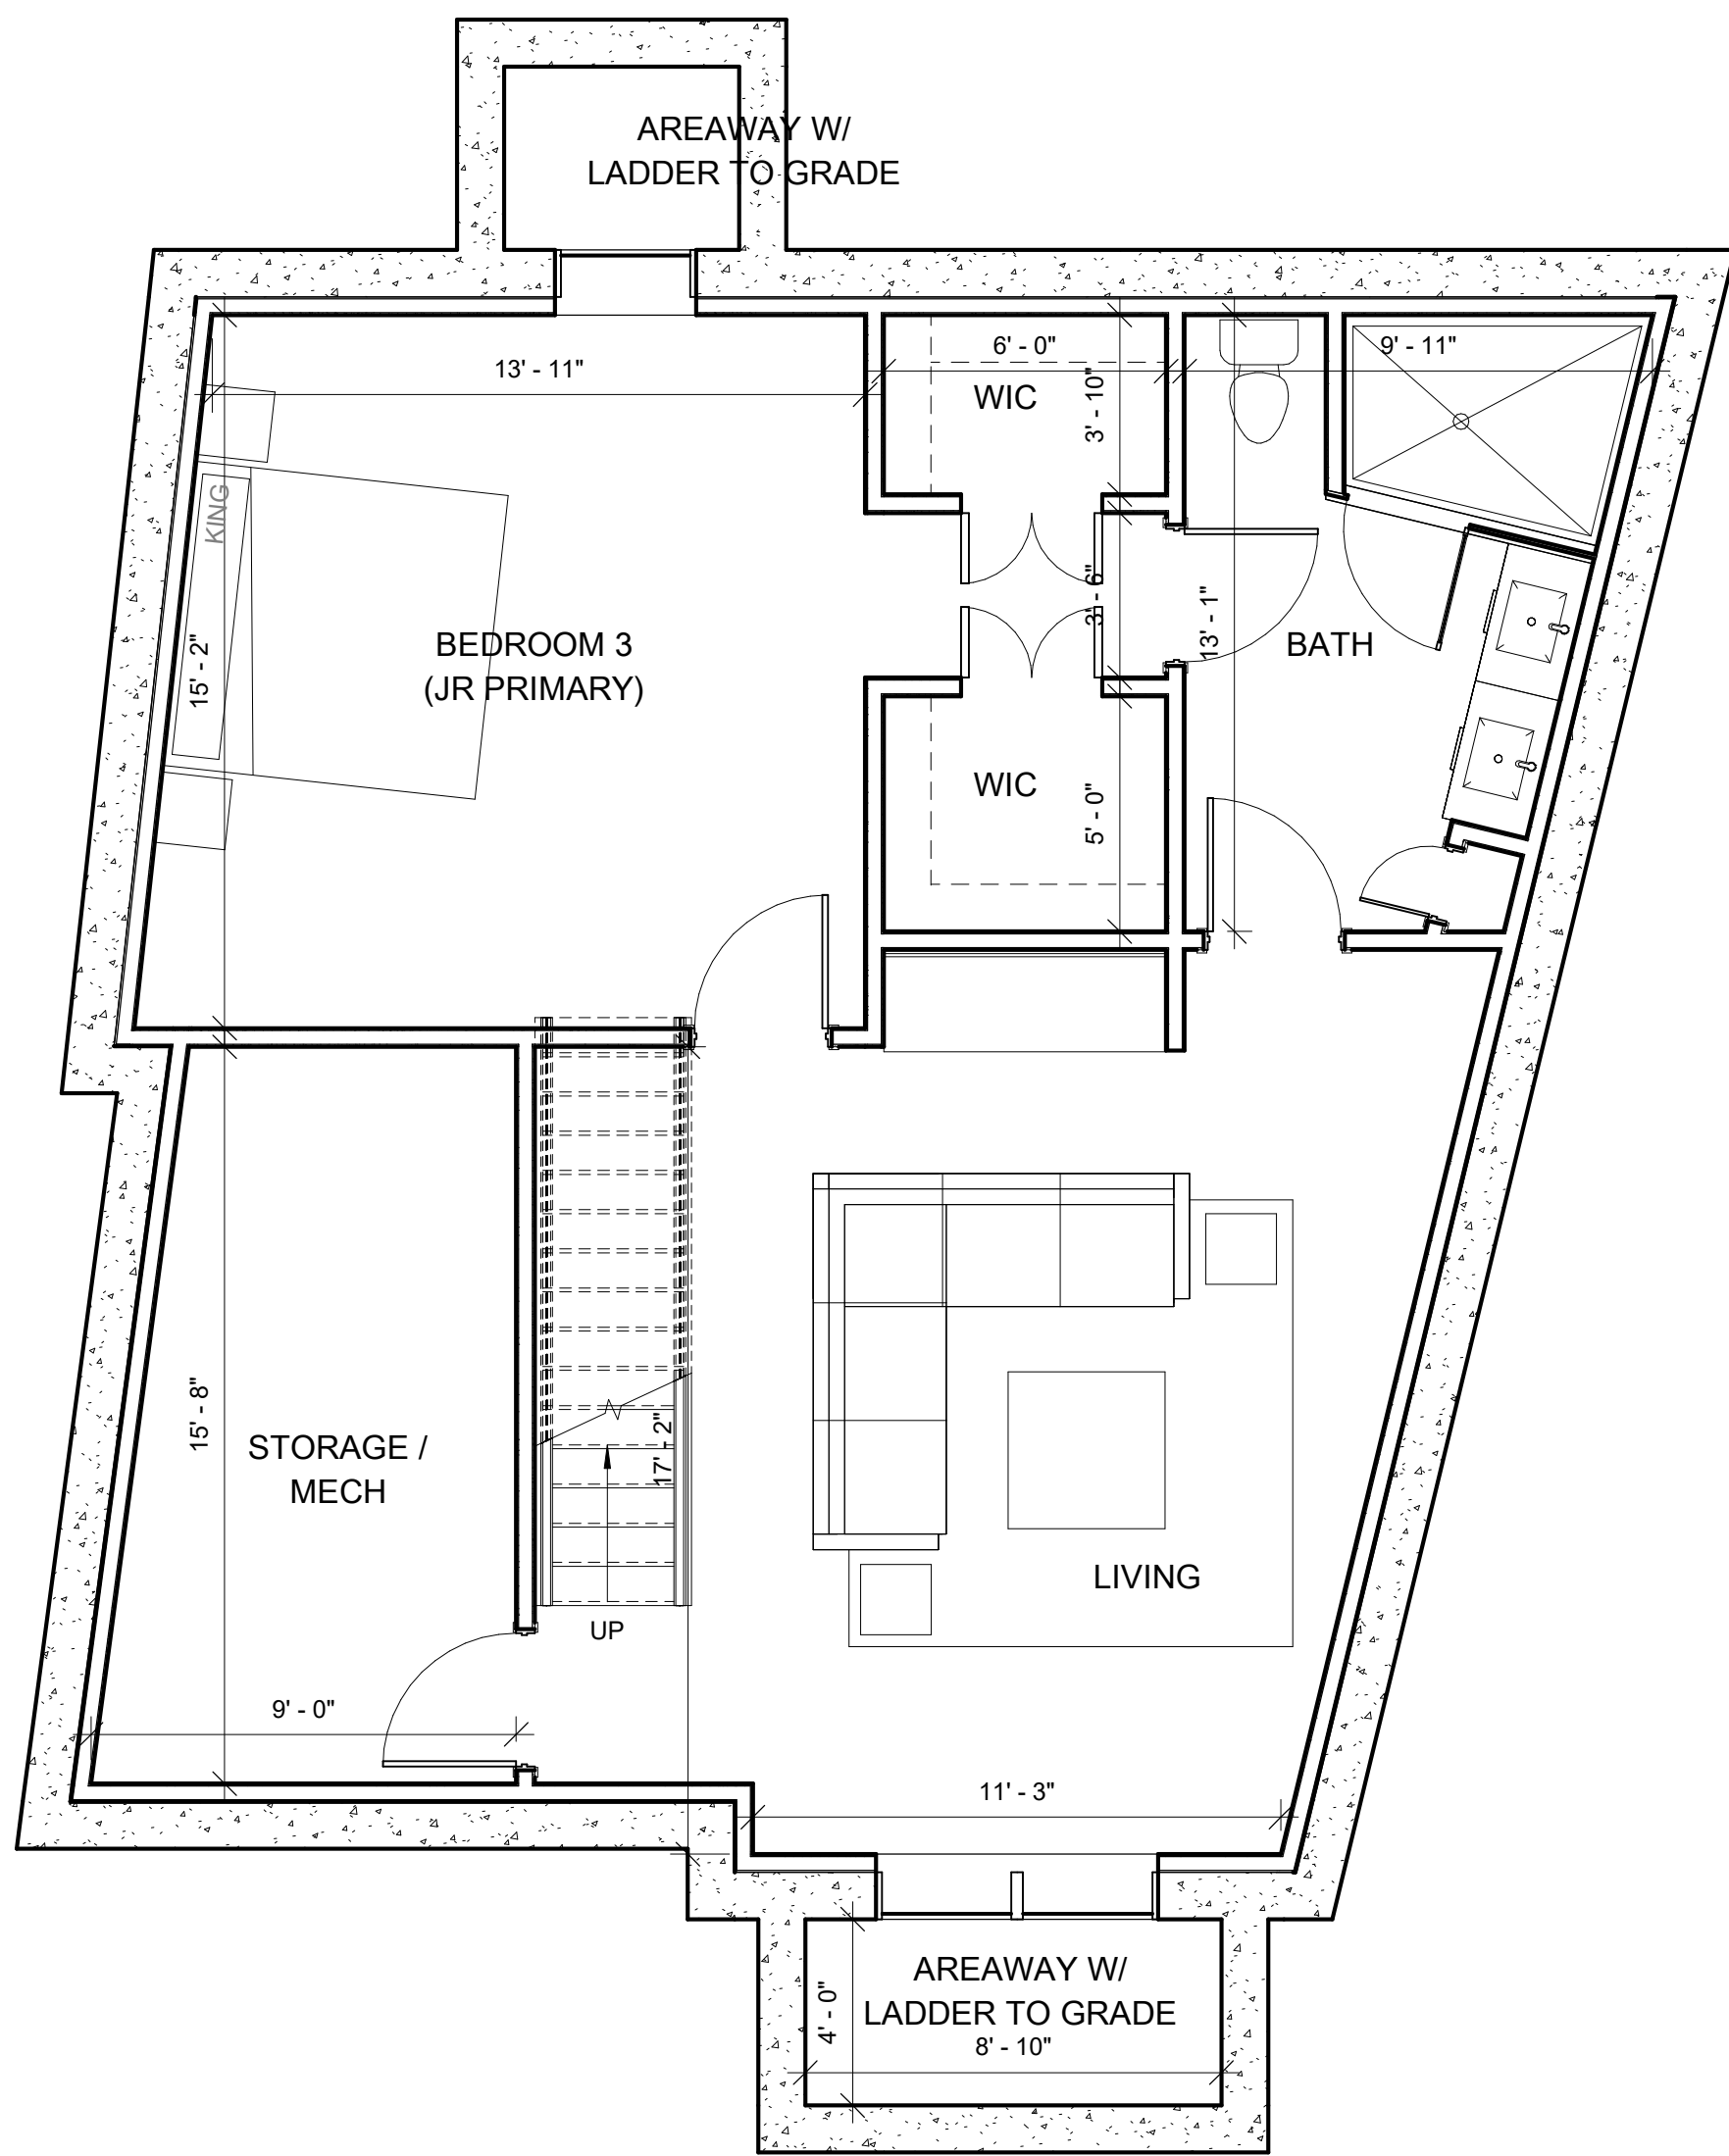 AREAWAY W/
LADDER TO GRADE
13' - 11"
6' - 0"
9' - 11"
WIC
3' - 10"
KING
15' - 2"
BEDROOM 3
(JR PRIMARY)
3' - 6"
13' - 1"
BATH
WIC
5' - 0"
15' - 8"
STORAGE /
MECH
17' - 2"
LIVING
UP
9' - 0"
11' - 3"
AREAWAY W/
LADDER TO GRADE
4' - 0"
8' - 10"